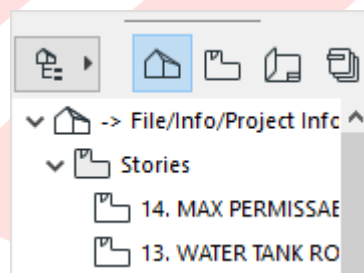 -> File/Info/Project Info
Stories
14. MAX PERMISSAB
13. WATER TANK RO